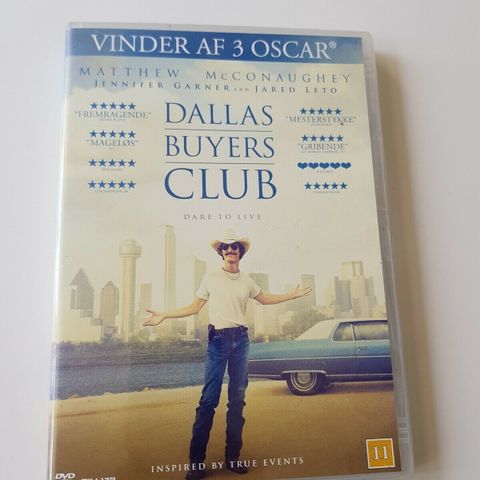 VINDER AF 3 OSCAR®
MATTHEW McCONAUGHEY
JENNIFER GARNER AND JARED LETO
"FREMRAGENDE"
"MESTERSTYKKE"
"MAGELØS"
"GRIBENDE"
DALLAS
BUYERS
CLUB
DARE TO LIVE
INSPIRED BY TRUE EVENTS
11
DVD